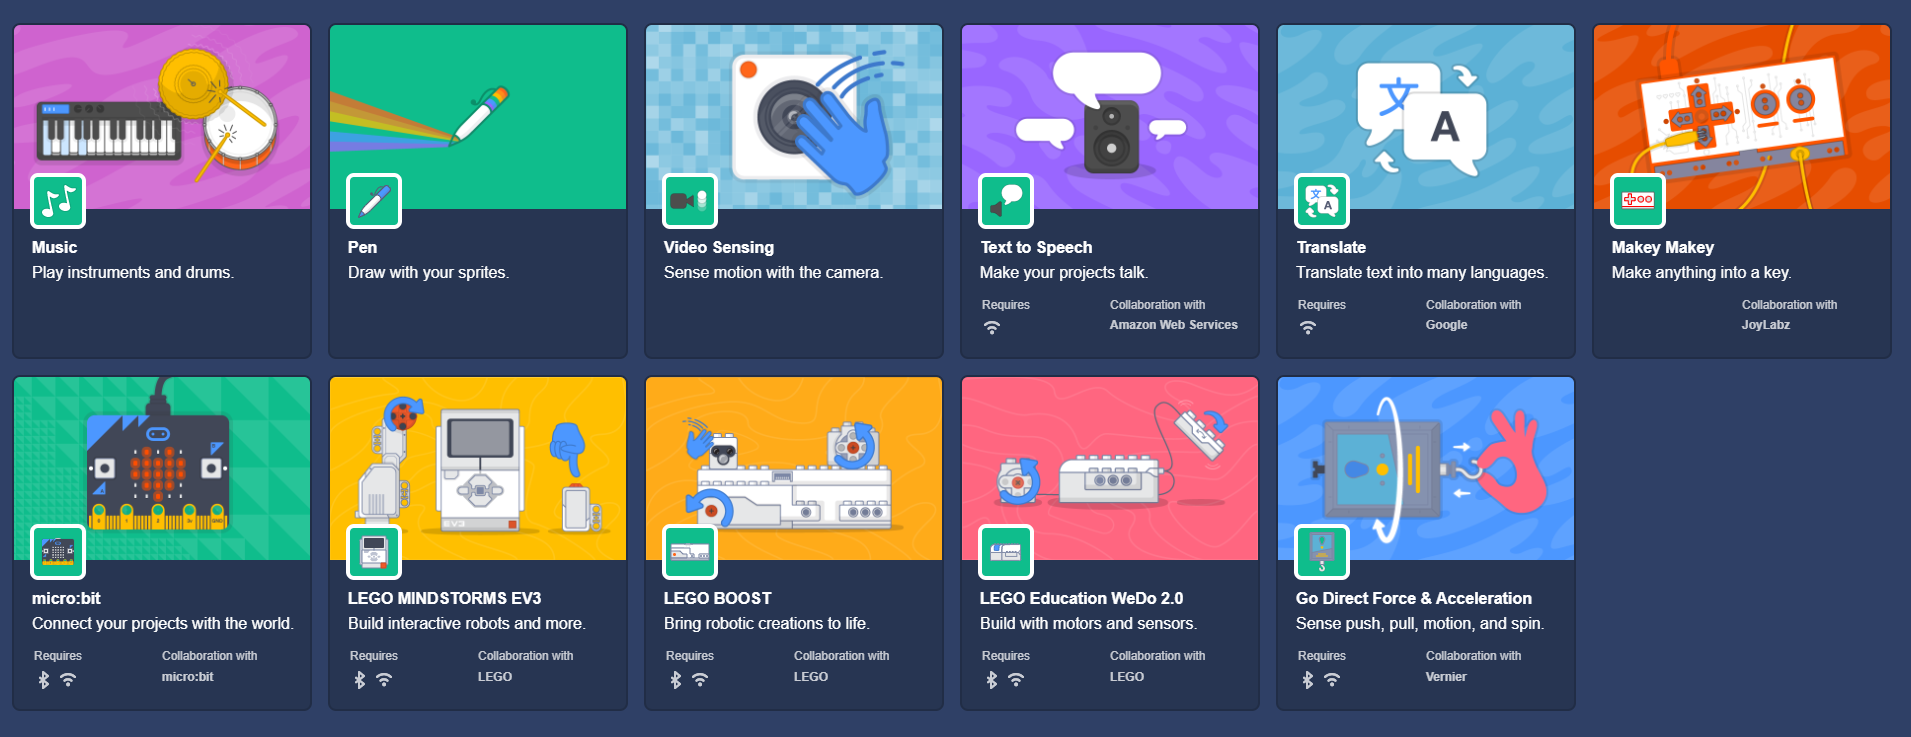 文
A
文
A
Music
Play instruments and drums.
Pen
Draw with your sprites.
Video Sensing
Sense motion with the camera.
Text to Speech
Make your projects talk.
Requires
Collaboration with
Amazon Web Services
Translate
Translate text into many languages.
Requires
Collaboration with
Google
Makey Makey
Make anything into a key.
Collaboration with
JoyLabz
GND
EV3
micro:bit
Connect your projects with the world.
Requires
Collaboration with
micro:bit
LEGO MINDSTORMS EV3
Build interactive robots and more.
Requires
Collaboration with
LEGO
LEGO BOOST
Bring robotic creations to life.
Requires
Collaboration with
LEGO
LEGO Education WeDo 2.0
Build with motors and sensors.
Requires
Collaboration with
LEGO
Go Direct Force & Acceleration
Sense push, pull, motion, and spin.
Requires
Collaboration with
Vernier